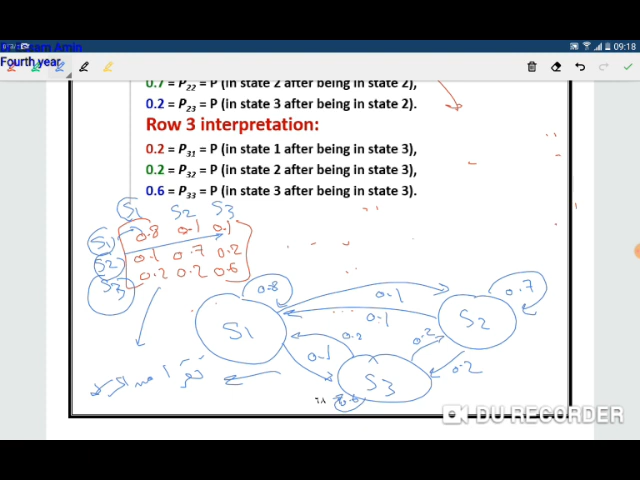 09:18
Fourth year
0.7 = P22 = P (in state 2 after being in state 2),
0.2 = P23 = P (in state 3 after being in state 2).
Row 3 interpretation:
0.2 = P31 = P (in state 1 after being in state 3),
0.2 = P32 = P (in state 2 after being in state 3),
0.6 = P33 = P (in state 3 after being in state 3).
S1 S2 S3
S1 0.8 0.1 0.1
S2 0.1 0.7 0.2
S3 0.2 0.2 0.6
0.8
0.7
0.1
0.1
S1
S2
0.2
0.2
0.1
0.2
S3
٦٨
0.6
DU RECORDER